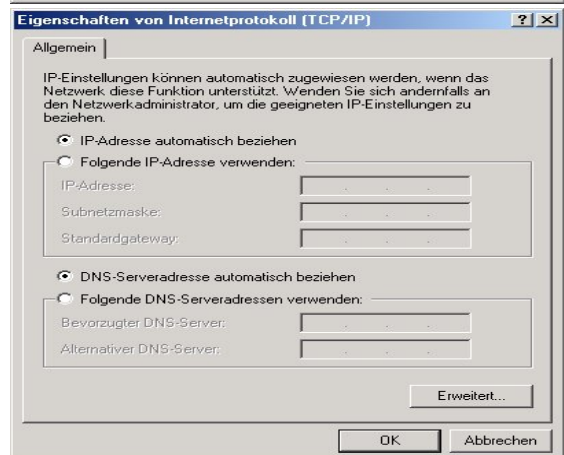 Eigenschaften von Internetprotokoll (TCP/IP)
Allgemein
IP-Einstellungen können automatisch zugewiesen werden, wenn das
Netzwerk diese Funktion unterstützt. Wenden Sie sich andernfalls an
den Netzwerkadministrator, um die geeigneten IP-Einstellungen zu
beziehen.
IP-Adresse automatisch beziehen
Folgende IP-Adresse verwenden:
IP-Adresse:
Subnetzmaske:
Standardgateway:
DNS-Serveradresse automatisch beziehen
Folgende DNS-Serveradressen verwenden:
Bevorzugter DNS-Server:
Alternativer DNS-Server:
Erweitert...
OK Abbrechen